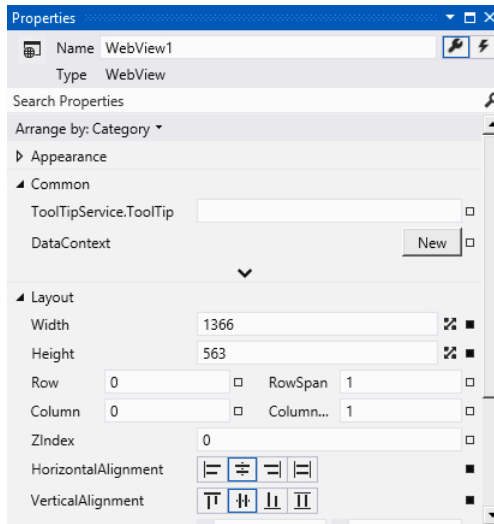 Properties
Name WebView1
Type WebView
Search Properties
Arrange by: Category
Appearance
Common
ToolTipService.ToolTip
DataContext New
Layout
Width 1366
Height 563
Row 0 RowSpan 1
Column 0 Column... 1
ZIndex 0
HorizontalAlignment
VerticalAlignment